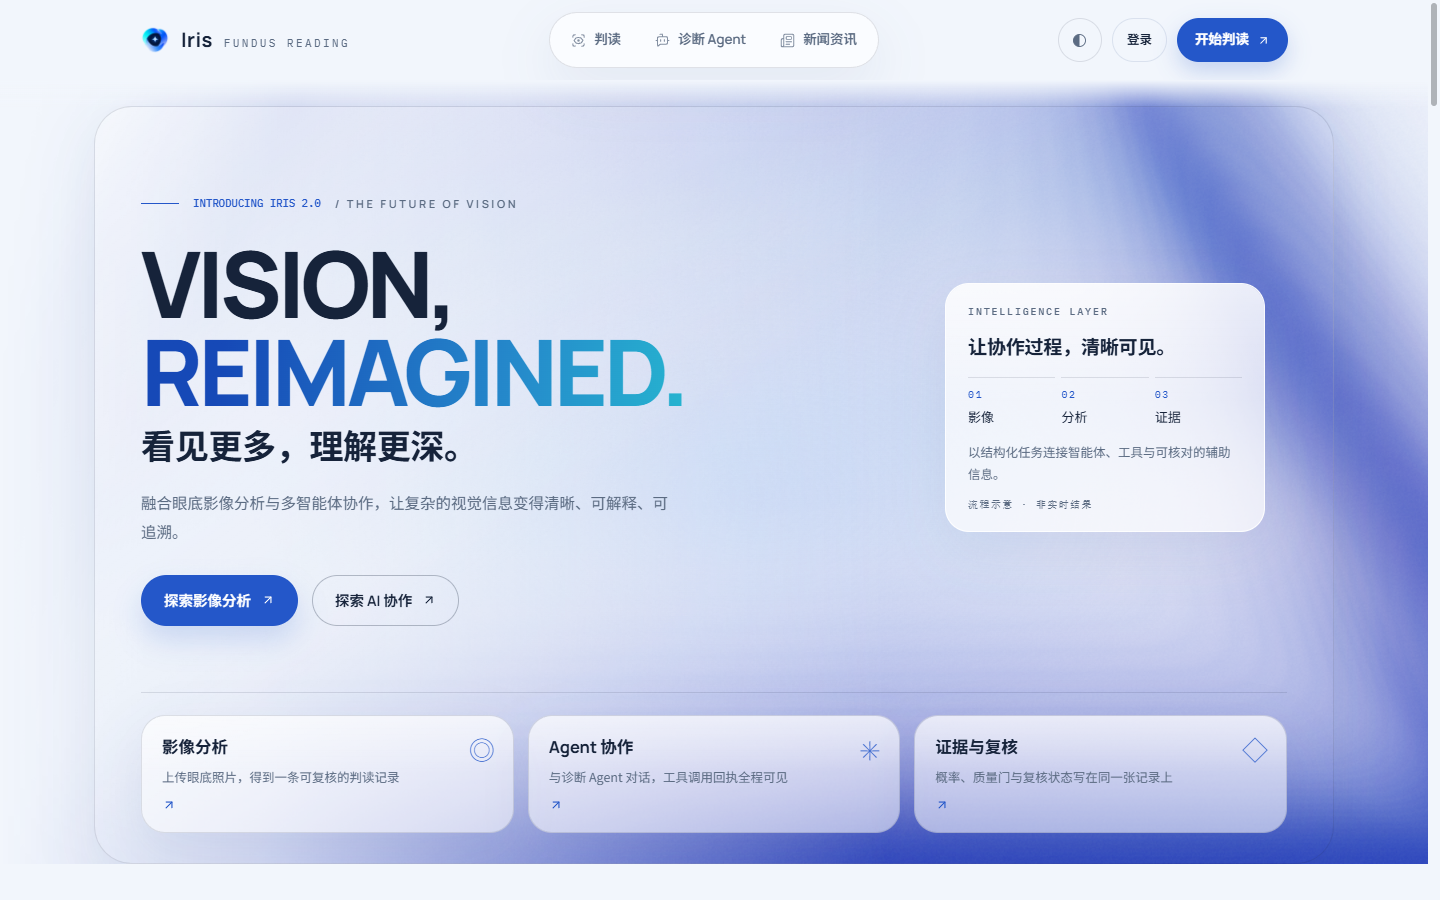 Iris FUNDUS READING
判读
诊断 Agent
新闻资讯
登录
开始判读
INTRODUCING IRIS 2.0 / THE FUTURE OF VISION
VISION,
REIMAGINED.
看见更多，理解更深。
融合眼底影像分析与多智能体协作，让复杂的视觉信息变得清晰、可解释、可
追溯。
探索影像分析
探索 AI 协作
INTELLIGENCE LAYER
让协作过程，清晰可见。
01 02 03
影像 分析 证据
以结构化任务连接智能体、工具与可核对的辅助
信息。
流程示意 · 非实时结果
影像分析
上传眼底照片，得到一条可复核的判读记录
Agent 协作
与诊断 Agent 对话，工具调用回执全程可见
证据与复核
概率、质量门与复核状态写在同一张记录上